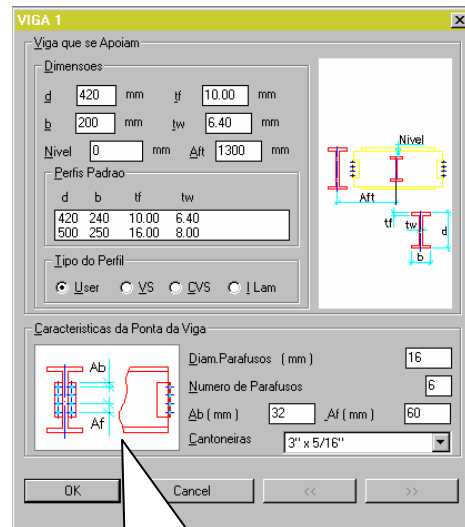 VIGA 1
Viga que se Apoiam
Dimensoes
d 420 mm tf 10.00 mm
b 200 mm tw 6.40 mm
Nivel 0 mm Aft 1300 mm
Perfis Padrao
d b tf tw
420 240 10.00 6.40
500 250 16.00 8.00
Tipo do Perfil
User VS CVS I Lam
Nivel
Aft
tf tw d
b
Caracteristicas da Ponta da Viga
Ab
Af
Diam.Parafusos ( mm ) 16
Numero de Parafusos 6
Ab ( mm ) 32 Af ( mm ) 60
Cantoneiras 3" x 5/16"
OK Cancel << >>